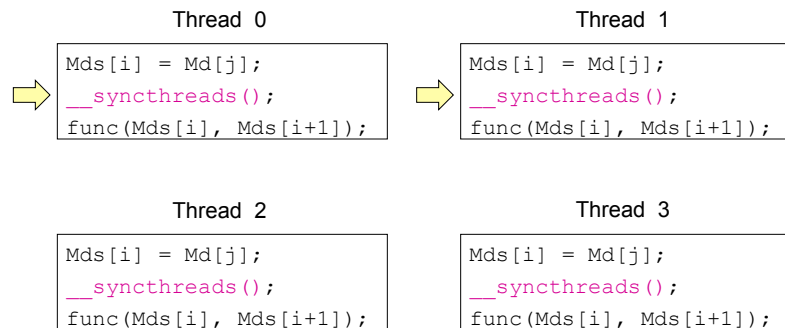 Thread 0
Mds[i] = Md[j];
__syncthreads();
func(Mds[i], Mds[i+1]);
Thread 1
Mds[i] = Md[j];
__syncthreads();
func(Mds[i], Mds[i+1]);
Thread 2
Mds[i] = Md[j];
__syncthreads();
func(Mds[i], Mds[i+1]);
Thread 3
Mds[i] = Md[j];
__syncthreads();
func(Mds[i], Mds[i+1]);